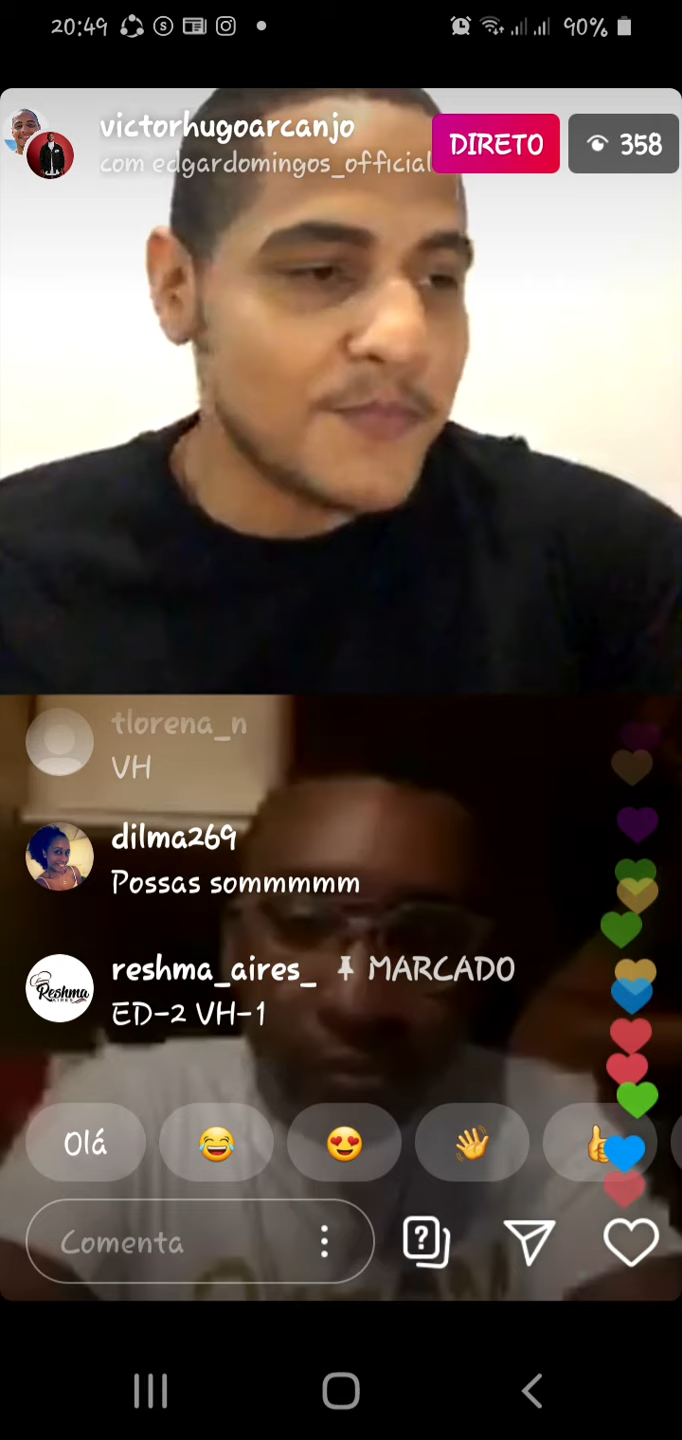 20:49
90%
victorhugoarcanjo
com edgardomingos_official
DIRETO
358
tlorena_n
VH
dilma269
Possas sommmmm
Reshma
reshma_aires_ MARCADO
ED-2 VH-1
Olá
Comenta